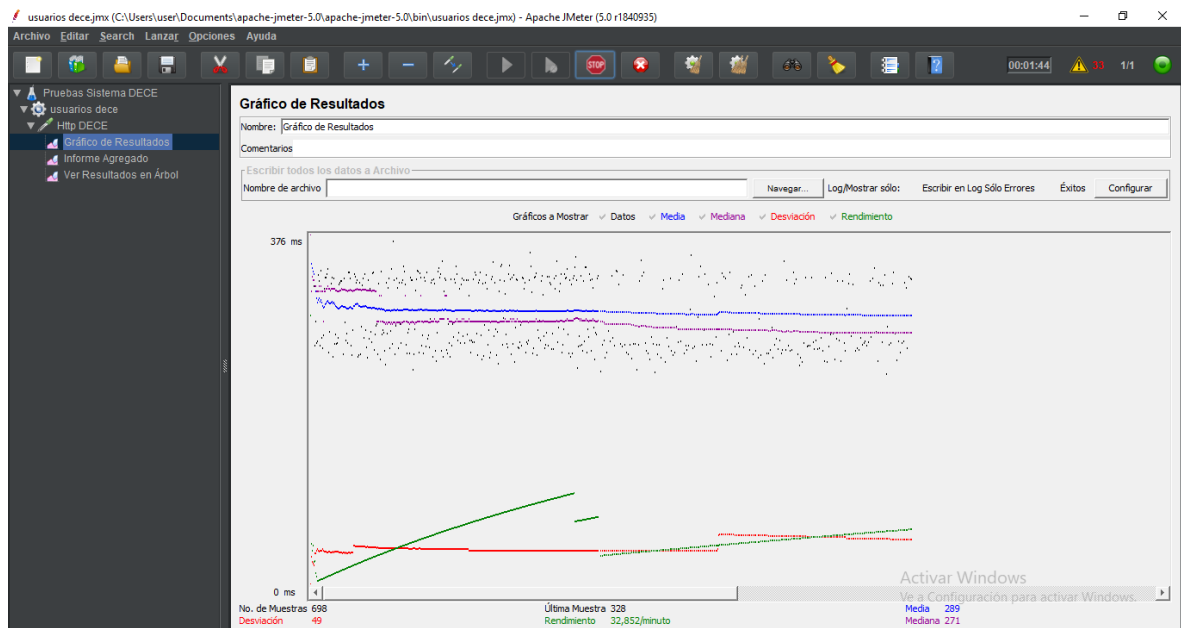 usuarios dece.jmx (C:\Users\user\Documents\apache-jmeter-5.0\apache-jmeter-5.0\bin\usuarios dece.jmx) - Apache JMeter (5.0 r1840935)
Archivo Editar Search Lanzar Opciones Ayuda
STOP
00:01:44 33 1/1
Pruebas Sistema DECE
usuarios dece
Http DECE
Gráfico de Resultados
Informe Agregado
Ver Resultados en Árbol
Gráfico de Resultados
Nombre: Gráfico de Resultados
Comentarios
Escribir todos los datos a Archivo
Nombre de archivo Navegar... Log/Mostrar sólo: Escribir en Log Sólo Errores Éxitos Configurar
Gráficos a Mostrar Datos Media Mediana Desviación Rendimiento
376 ms
0 ms
Activar Windows
Ve a Configuración para activar Windows.
No. de Muestras 698 Última Muestra 328 Media 289
Desviación 49 Rendimiento 32,852/minuto Mediana 271